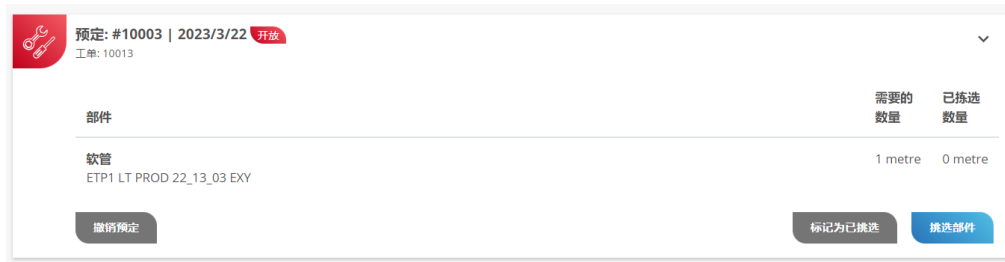 预定: #10003 | 2023/3/22 开放
工单: 10013
部件
需要的
数量
已拣选
数量
软管
1 metre
0 metre
ETP1 LT PROD 22_13_03 EXY
撤销预定
标记为已挑选
挑选部件